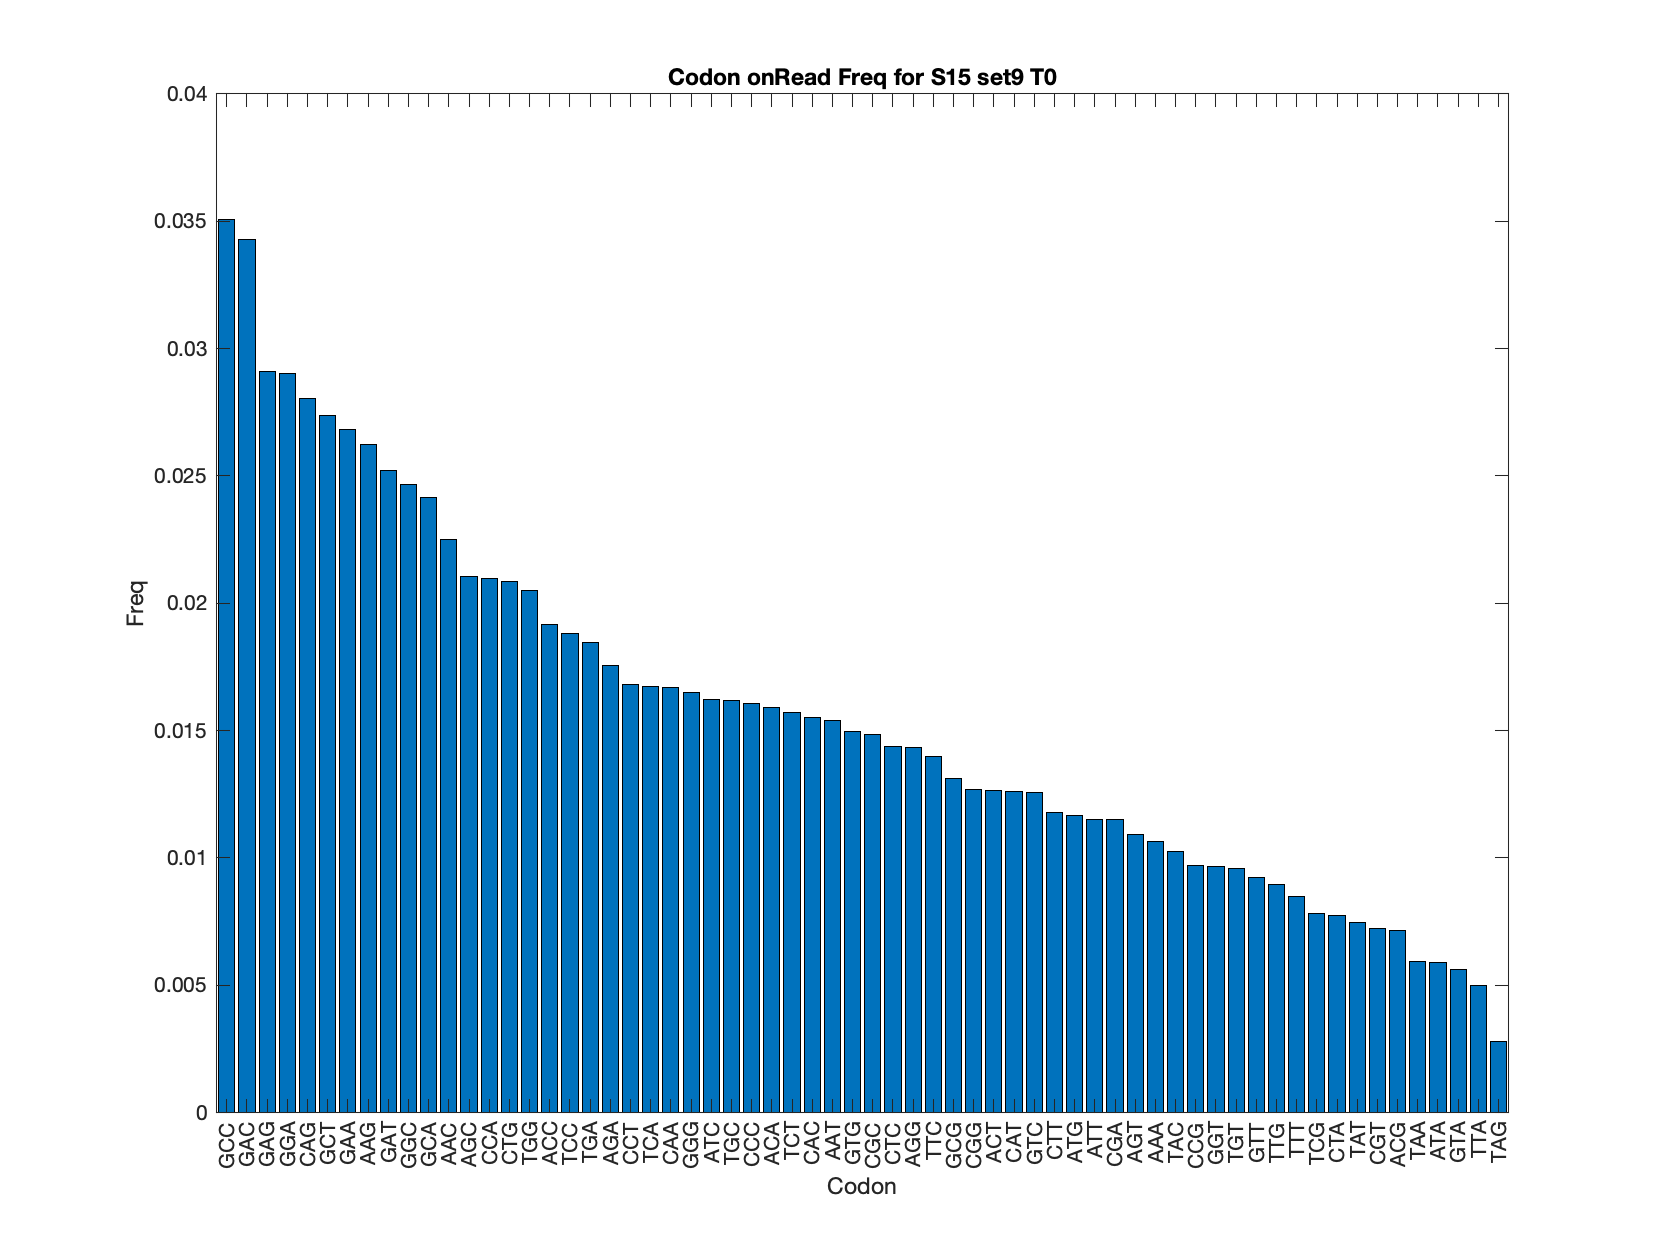 Codon onRead Freq for S15 set9 T0
0.04
0.035
0.03
0.025
0.02
0.015
0.01
0.005
0
Freq
GCC GAC GAG GGA CAG GCT GAA AAG GAT GGC GCA AAC AGC CCA CTG TGG ACC TCC TGA AGA CCT TCA CAA GGG ATC TGC CCC ACA TCT CAC AAT GTG CGC CTC AGG TTC GCG CGG ACT CAT GTC CTT ATG ATT CGA AGT AAA TAC CCG GGT TGT GTT TTG TTT TCG CTA TAT CGT ACG TAA ATA GTA TTA TAG
Codon